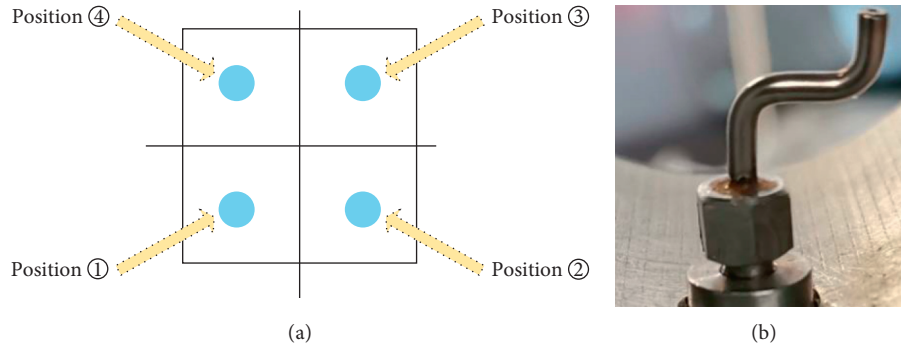 Position ④
Position ③
Position ①
Position ②
(a)
(b)